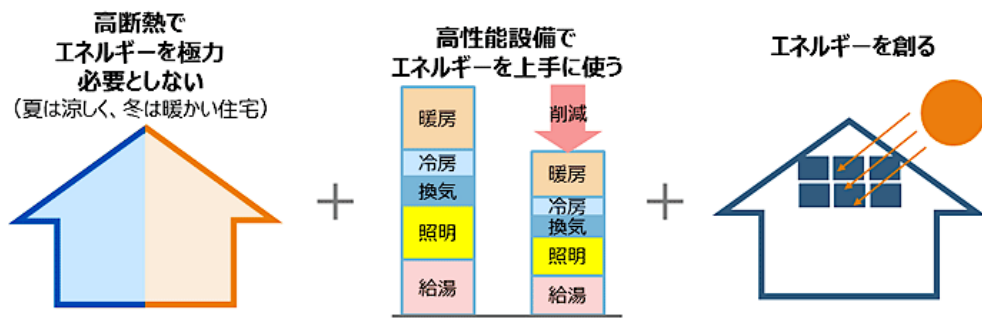 高断熱で
エネルギーを極力
必要としない
（夏は涼しく、冬は暖かい住宅）
高性能設備で
エネルギーを上手に使う
暖房
冷房
換気
照明
給湯
削減
暖房
冷房
換気
照明
給湯
エネルギーを創る